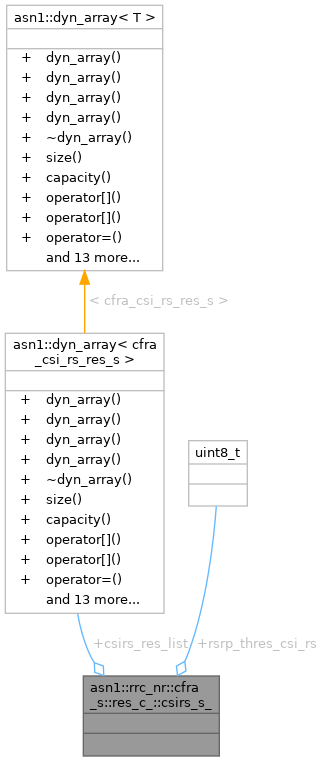 asn1::dyn_array< T >
+ dyn_array()
+ dyn_array()
+ dyn_array()
+ dyn_array()
+ ~dyn_array()
+ size()
+ capacity()
+ operator[]()
+ operator[]()
+ operator=()
and 13 more...
< cfra_csi_rs_res_s >
asn1::dyn_array< cfra
_csi_rs_res_s >
+ dyn_array()
+ dyn_array()
+ dyn_array()
+ dyn_array()
+ ~dyn_array()
+ size()
+ capacity()
+ operator[]()
+ operator[]()
+ operator=()
and 13 more...
uint8_t
+csirs_res_list
+rsrp_thres_csi_rs
asn1::rrc_nr::cfra
_s::res_c_::csirs_s_